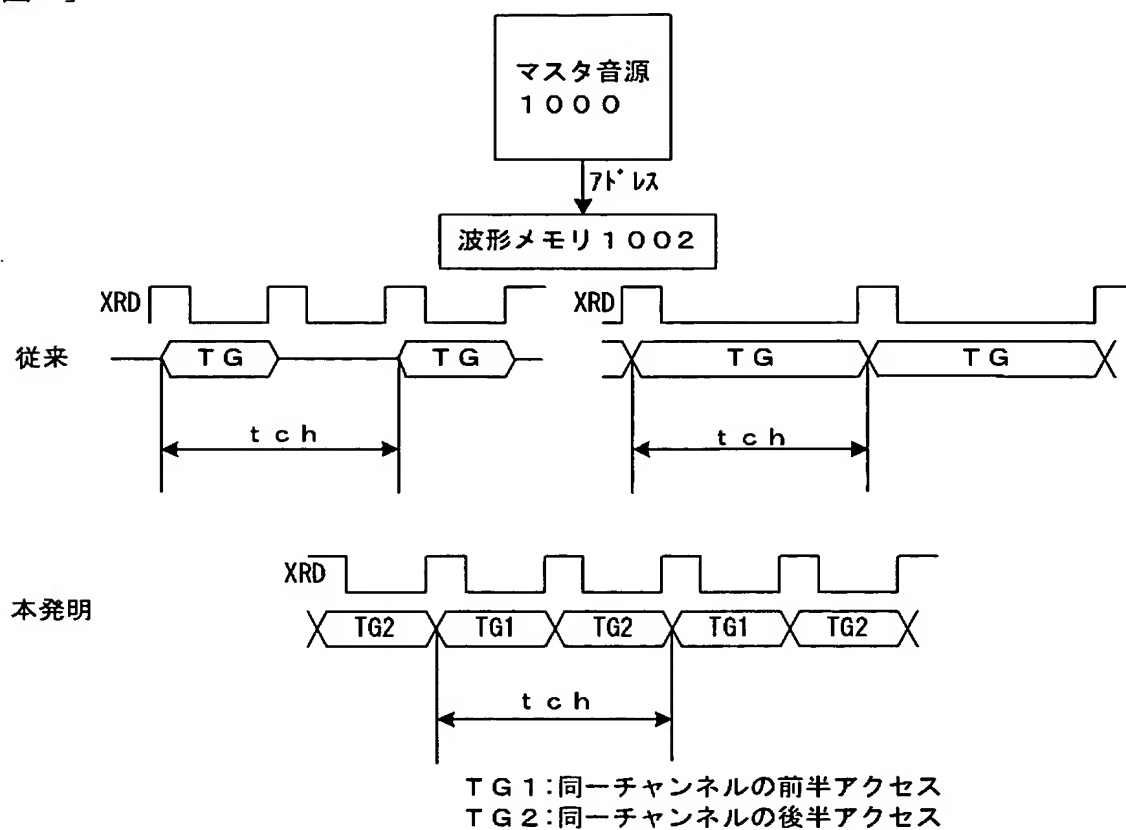 マスタ音源
１０００
アドレス
波形メモリ１００２
XRD
XRD
従来
ＴＧ
ＴＧ
ＴＧ
ＴＧ
ｔｃｈ
ｔｃｈ
XRD
本発明
TG2
TG1
TG2
TG1
TG2
ｔｃｈ
ＴＧ１:同一チャンネルの前半アクセス
ＴＧ２:同一チャンネルの後半アクセス